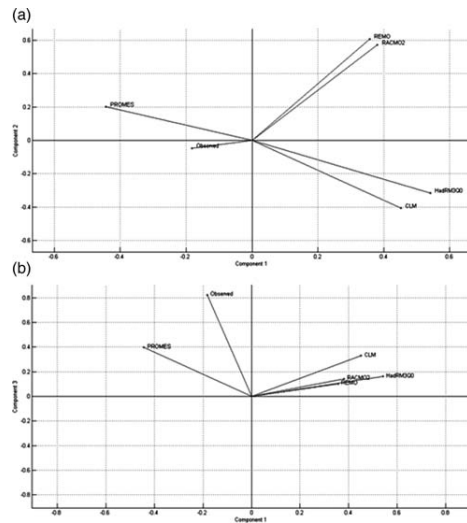 (a)
0.6
0.4
0.2
0
-0.2
-0.4
-0.6
Component 2
REMO
RACMO2
PROMES
Observed
HadRM3Q0
CLM
-0.6 -0.4 -0.2 0 0.2 0.4 0.6
Component 1
(b)
0.8
0.6
0.4
0.2
0
-0.2
-0.4
-0.6
-0.8
Component 3
Observed
PROMES
CLM
RACMO2
HadRM3Q0
REMO
-0.8 -0.6 -0.4 -0.2 0 0.2 0.4 0.6 0.8
Component 1